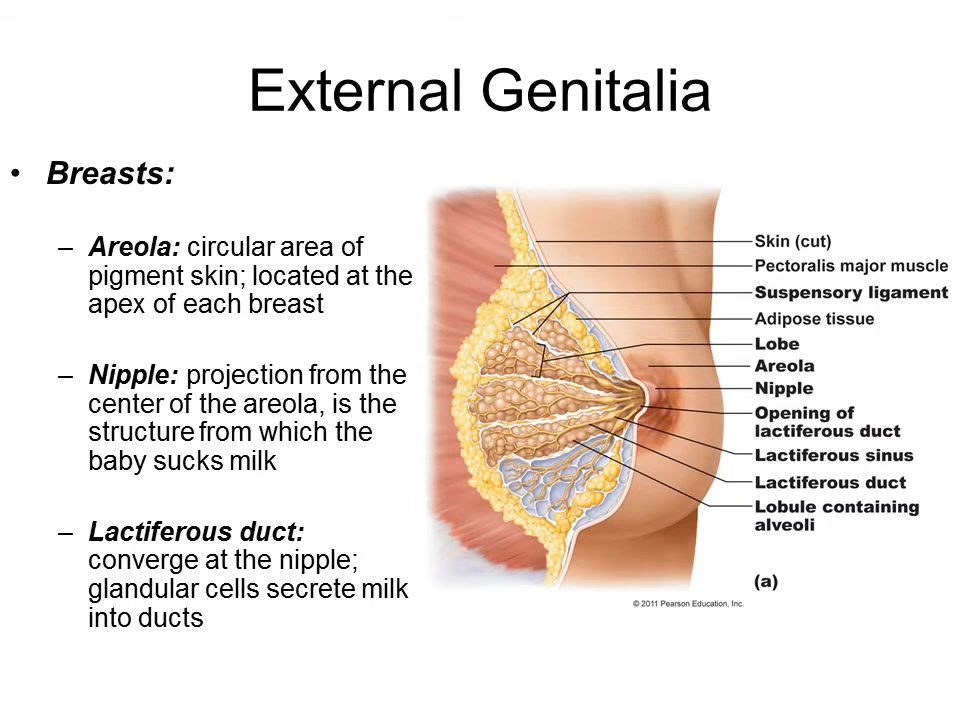 External Genitalia
• Breasts:
– Areola: circular area of
pigment skin; located at the
apex of each breast
– Nipple: projection from the
center of the areola, is the
structure from which the
baby sucks milk
– Lactiferous duct:
converge at the nipple;
glandular cells secrete milk
into ducts
Skin (cut)
Pectoralis major muscle
Suspensory ligament
Adipose tissue
Lobe
Areola
Nipple
Opening of
lactiferous duct
Lactiferous sinus
Lactiferous duct
Lobule containing
alveoli
(a)
© 2011 Pearson Education, Inc.